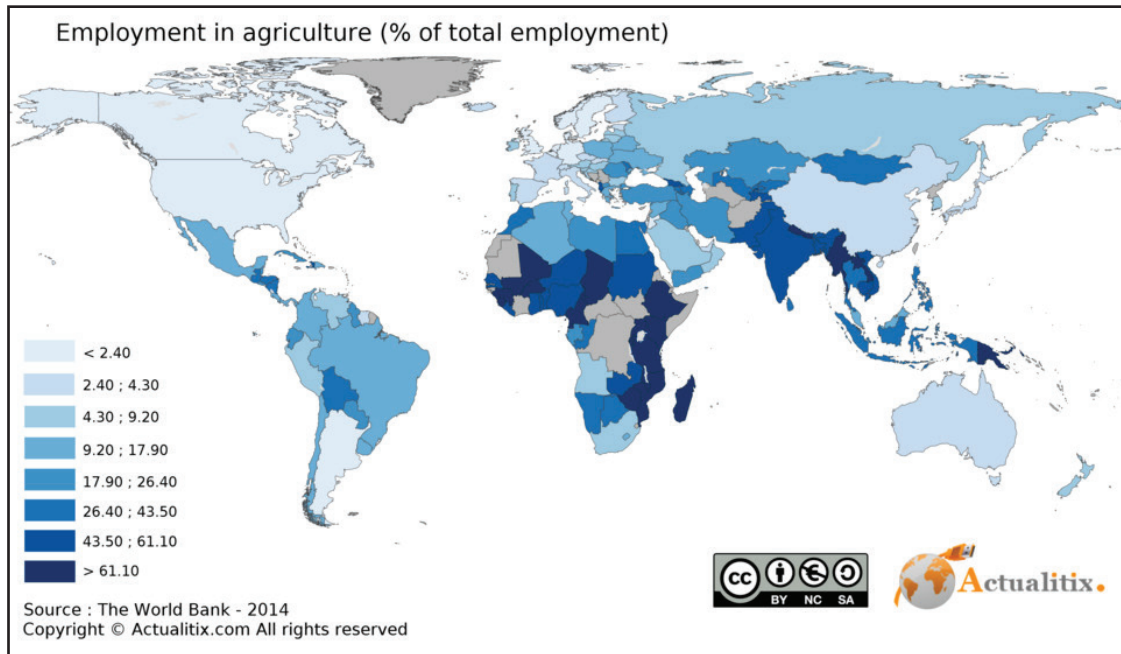 Employment in agriculture (% of total employment)
< 2.40
2.40 ; 4.30
4.30 ; 9.20
9.20 ; 17.90
17.90 ; 26.40
26.40 ; 43.50
43.50 ; 61.10
> 61.10
Source : The World Bank - 2014
Copyright © Actualitix.com All rights reserved
cc
BY NC SA
Actualitix.